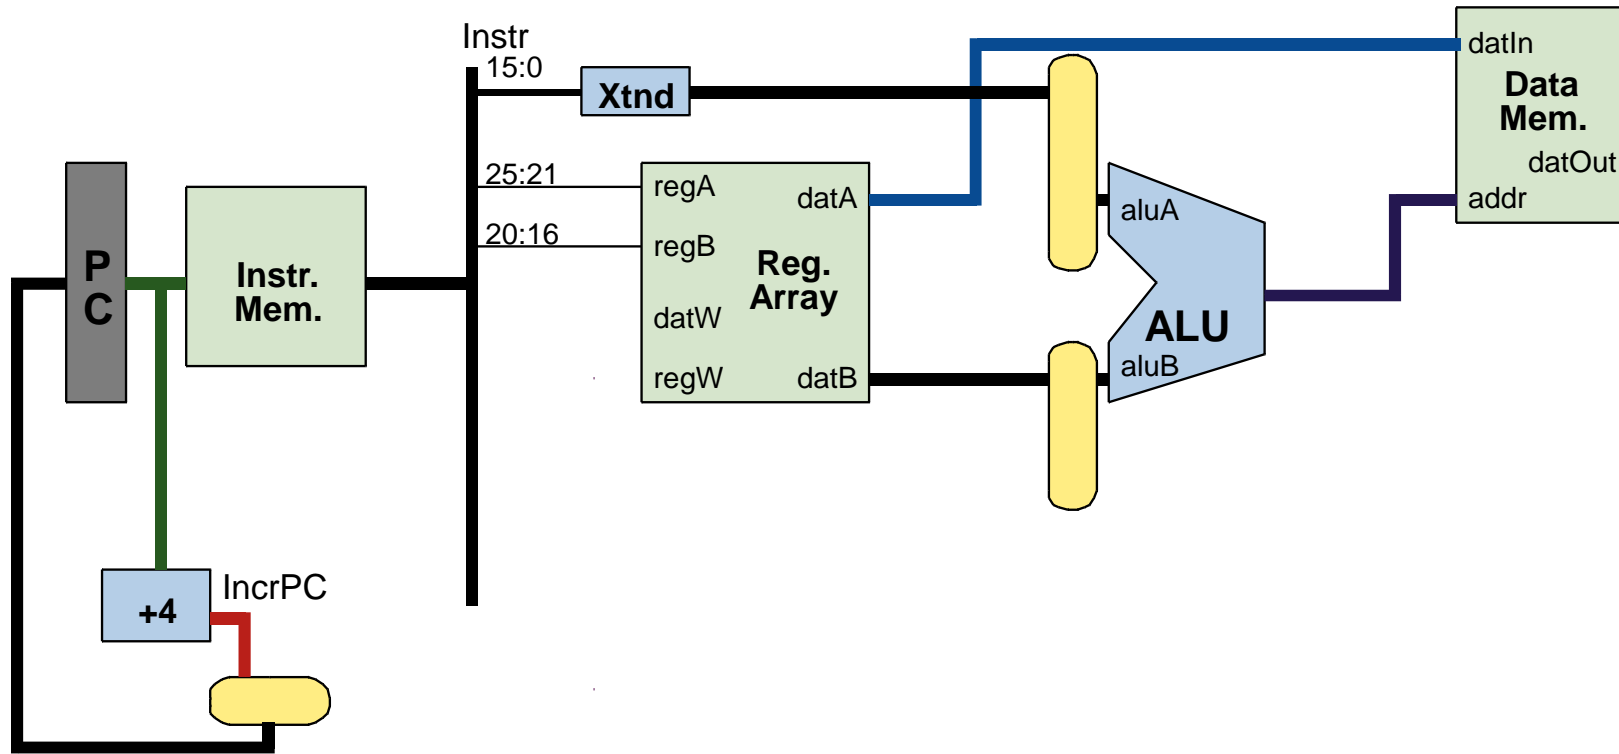 Instr
15:0
Xtnd
datIn
Data
Mem.
datOut
addr
25:21
regA
datA
20:16
regB
aluA
P
C
Instr.
Mem.
Reg.
Array
datW
ALU
regW
datB
aluB
IncrPC
+4